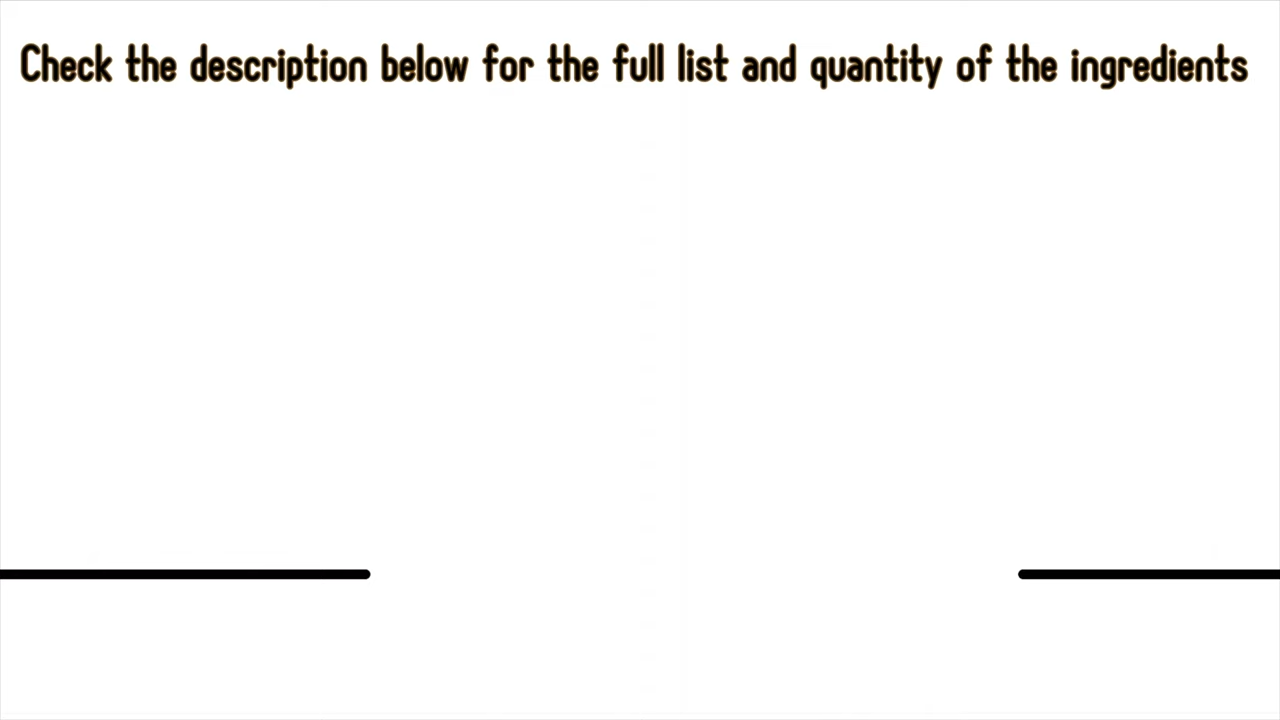 Check the description below for the full list and quantity of the ingredients